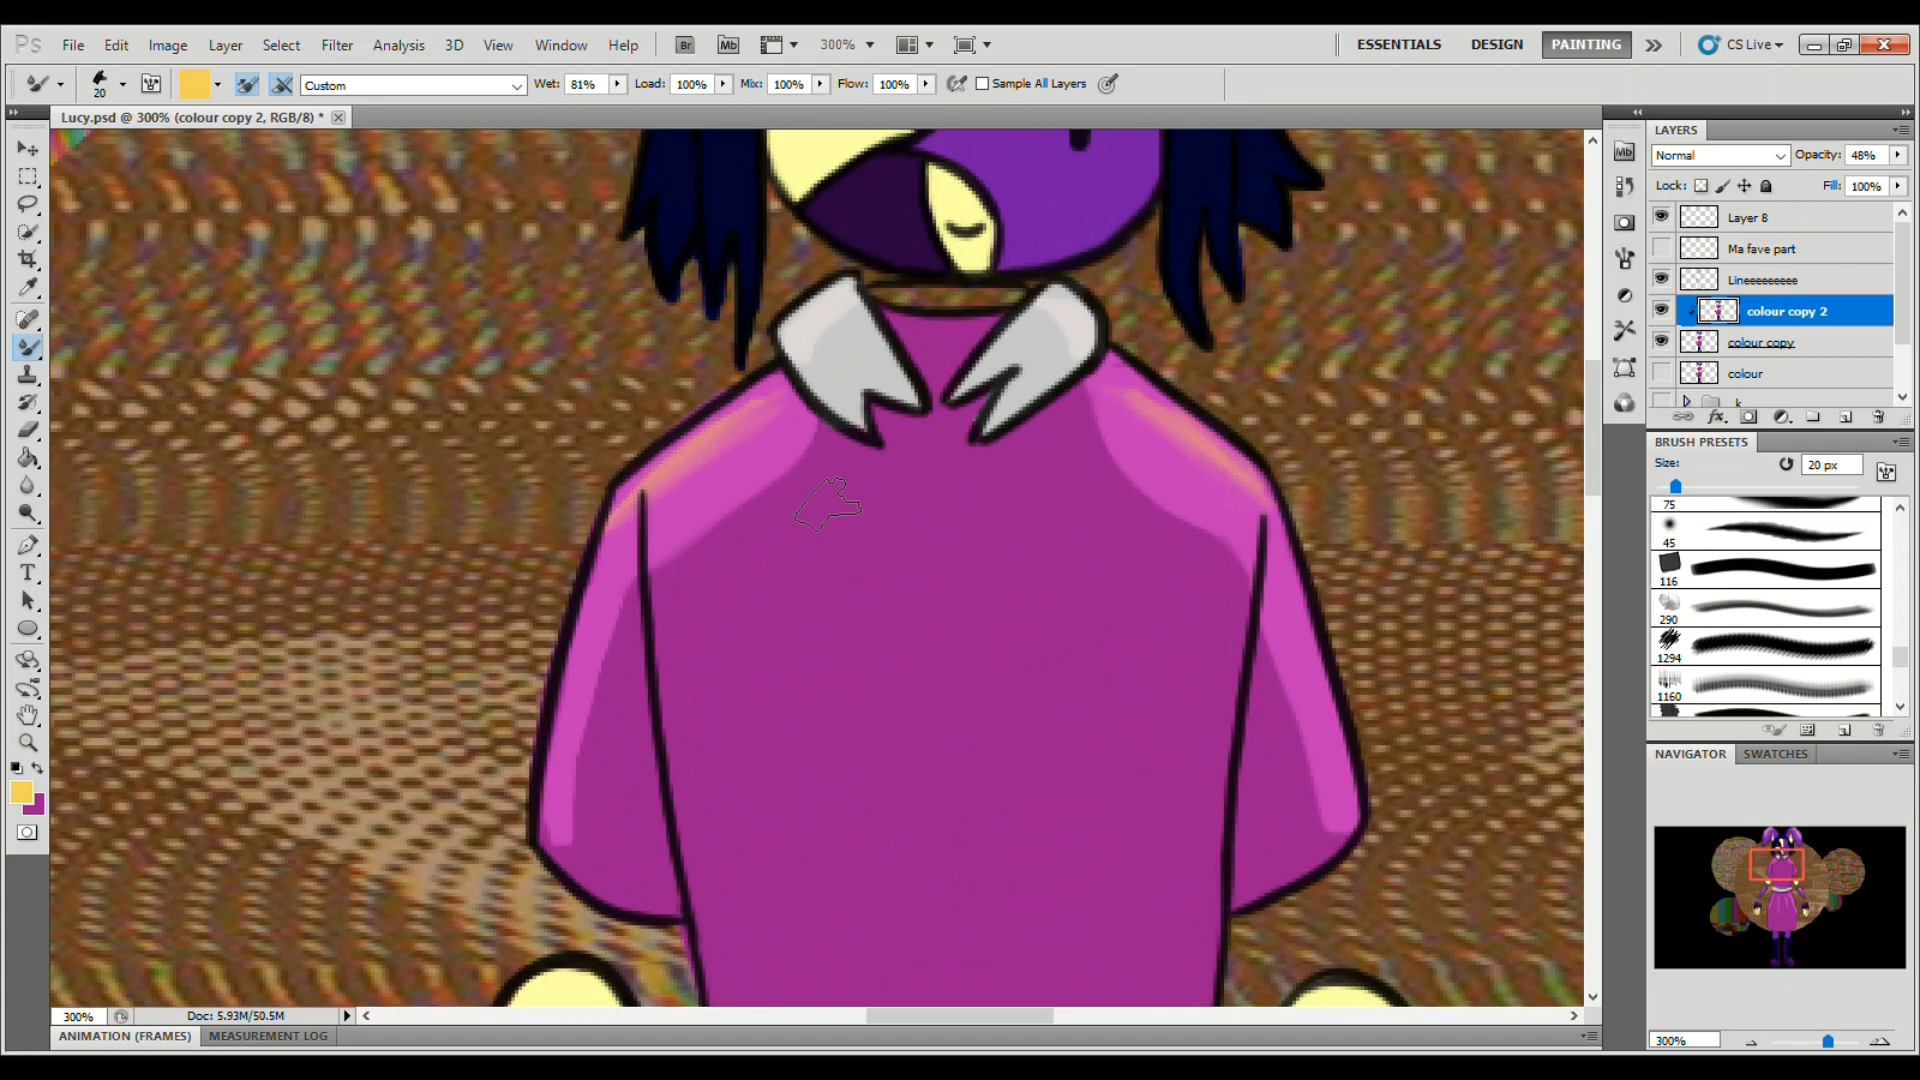 Ps File Edit Image Layer Select Filter Analysis 3D View Window Help Br Mb 300% ESSENTIALS DESIGN PAINTING CS Live
20 Custom Wet: 81% Load: 100% Mix: 100% Flow: 100% Sample All Layers
Lucy.psd @ 300% (colour copy 2, RGB/8) *
LAYERS
Mb
Normal Opacity: 48%
Lock: Fill: 100%
Layer 8
Ma fave part
Lineeeeeeeee
colour copy 2
colour copy
colour
k
fx
BRUSH PRESETS
Size: 20 px
75
45
116
290
1294
1160
T
NAVIGATOR SWATCHES
300% Doc: 5.93M/50.5M
ANIMATION (FRAMES) MEASUREMENT LOG
300%